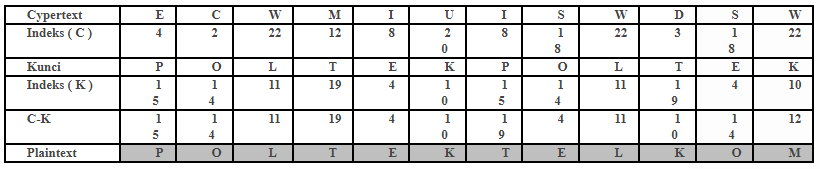 Cypertext E C W M I U I S W D S W
Indeks ( C ) 4 2 22 12 8 20 8 18 22 3 18 22
Kunci P O L T E K P O L T E K
Indeks ( K ) 15 14 11 19 4 10 15 14 11 19 4 10
C-K 15 14 11 19 4 10 19 4 11 10 14 12
Plaintext P O L T E K T E L K O M